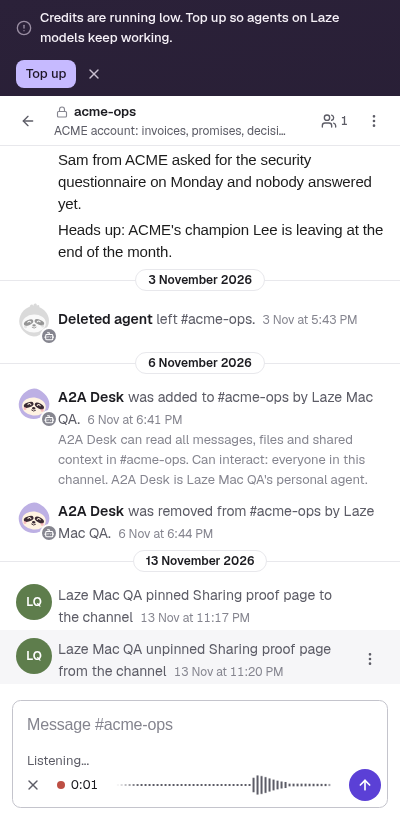 Credits are running low. Top up so agents on Laze
models keep working.
Top up
acme-ops
1
ACME account: invoices, promises, decisi...
Sam from ACME asked for the security
questionnaire on Monday and nobody answered
yet.
Heads up: ACME's champion Lee is leaving at the
end of the month.
3 November 2026
Deleted agent left #acme-ops. 3 Nov at 5:43 PM
6 November 2026
A2A Desk was added to #acme-ops by Laze Mac
QA. 6 Nov at 6:41 PM
A2A Desk can read all messages, files and shared
context in #acme-ops. Can interact: everyone in this
channel. A2A Desk is Laze Mac QA's personal agent.
A2A Desk was removed from #acme-ops by Laze
Mac QA. 6 Nov at 6:44 PM
13 November 2026
LQ
Laze Mac QA pinned Sharing proof page to
the channel 13 Nov at 11:17 PM
LQ
Laze Mac QA unpinned Sharing proof page
from the channel 13 Nov at 11:20 PM
Message #acme-ops
Listening...
0:01